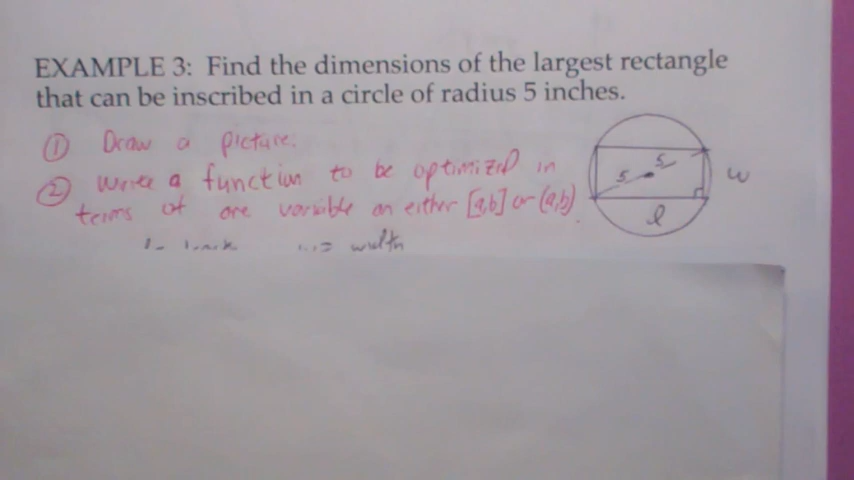 EXAMPLE 3: Find the dimensions of the largest rectangle
that can be inscribed in a circle of radius 5 inches.
① Draw a picture.
② Write a function to be optimized in
terms of one variable on either [a,b] or (a,b).
= width
5 5
w
l